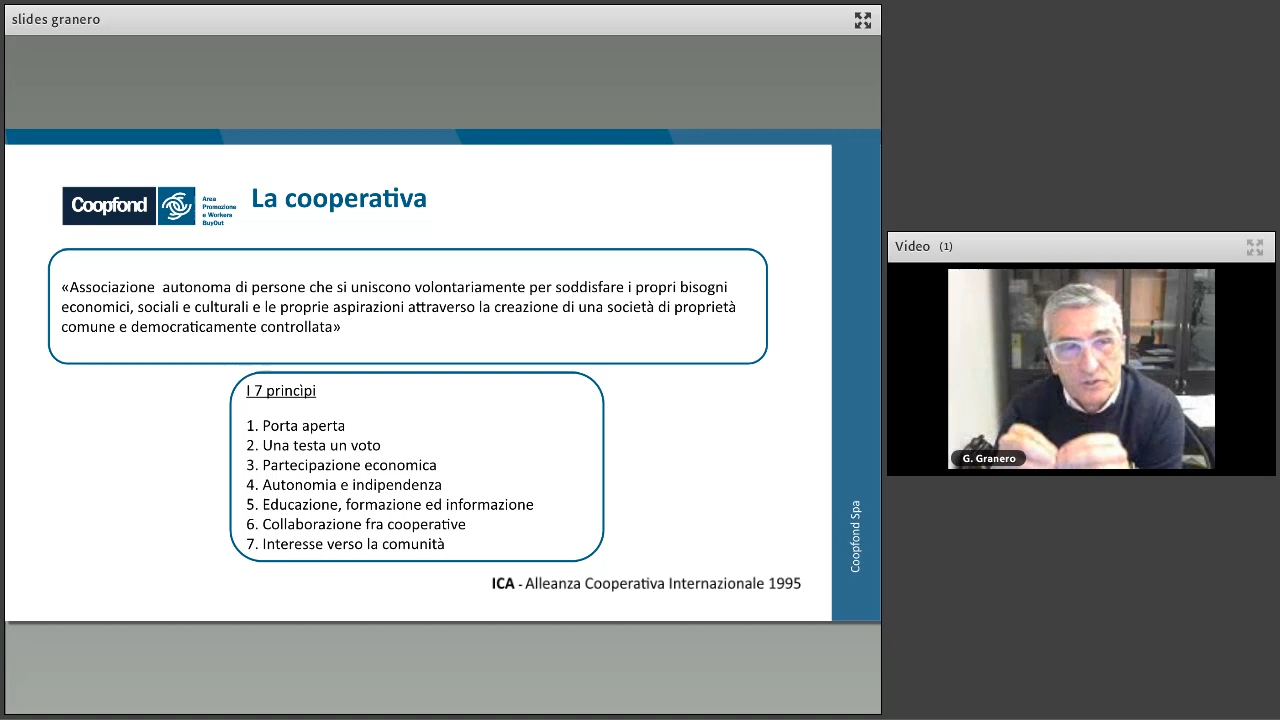 slides granero
Coopfond
Area
Promozione
e Workers
BuyOut
La cooperativa
«Associazione  autonoma di persone che si uniscono volontariamente per soddisfare i propri bisogni
economici, sociali e culturali e le proprie aspirazioni attraverso la creazione di una società di proprietà
comune e democraticamente controllata»
I 7 princìpi
1. Porta aperta
2. Una testa un voto
3. Partecipazione economica
4. Autonomia e indipendenza
5. Educazione, formazione ed informazione
6. Collaborazione fra cooperative
7. Interesse verso la comunità
ICA - Alleanza Cooperativa Internazionale 1995
Coopfond Spa
Video (1)
G. Granero